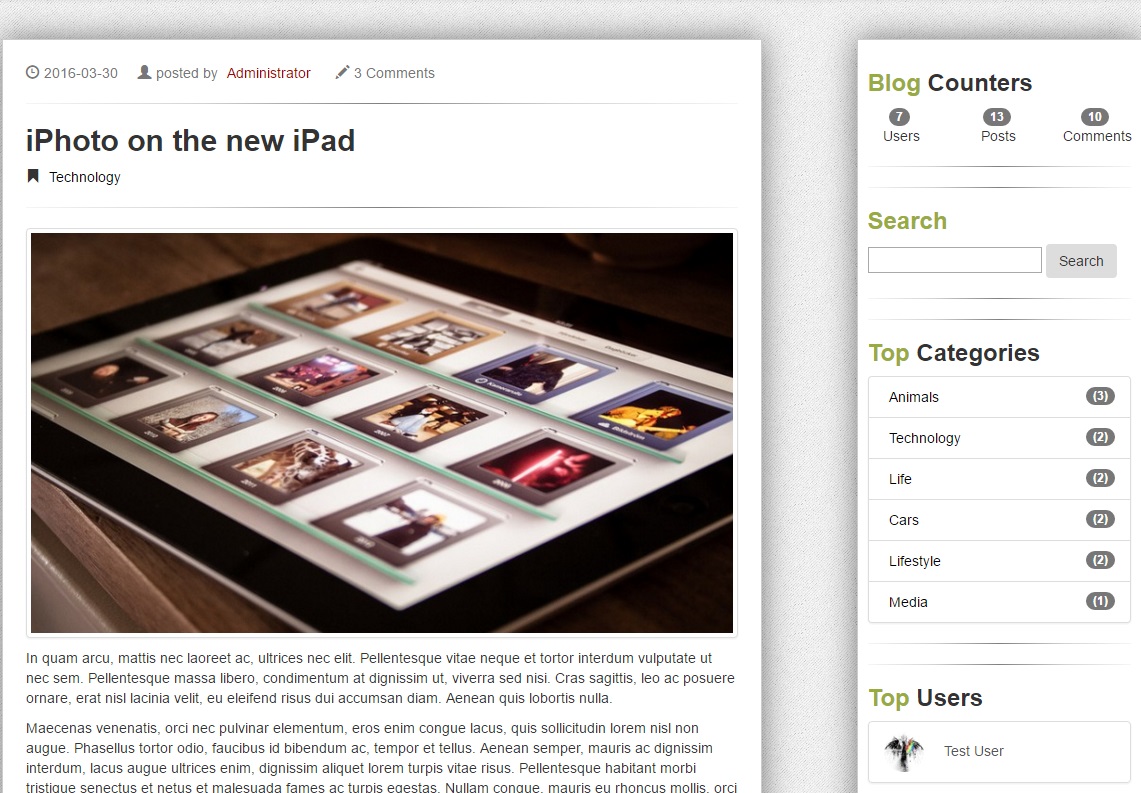 2016-03-30 posted by Administrator 3 Comments
iPhoto on the new iPad
Technology
In quam arcu, mattis nec laoreet ac, ultrices nec elit. Pellentesque vitae neque et tortor interdum vulputate ut
nec sem. Pellentesque massa libero, condimentum at dignissim ut, viverra sed nisi. Cras sagittis, leo ac posuere
ornare, erat nisl lacinia velit, eu eleifend risus dui accumsan diam. Aenean quis lobortis nulla.
Maecenas venenatis, orci nec pulvinar elementum, eros enim congue lacus, quis sollicitudin lorem nisl non
augue. Phasellus tortor odio, faucibus id bibendum ac, tempor et tellus. Aenean semper, mauris ac dignissim
interdum, lacus augue ultrices enim, dignissim aliquet lorem turpis vitae risus. Pellentesque habitant morbi
tristique senectus et netus et malesuada fames ac turpis egestas. Nullam congue, mauris eu rhoncus mollis, orci
Blog Counters
7 13 10
Users Posts Comments
Search
Search
Top Categories
Animals (3)
Technology (2)
Life (2)
Cars (2)
Lifestyle (2)
Media (1)
Top Users
Test User